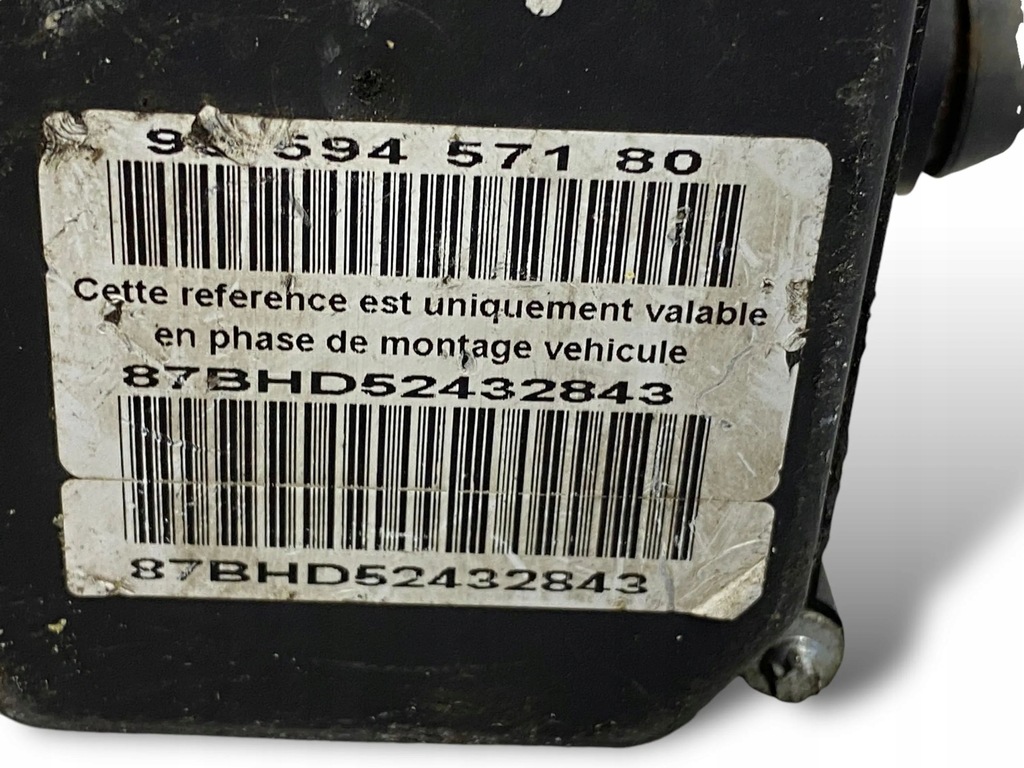 594 571 80
Cette reference est uniquement valable
en phase de montage vehicule
87BHD52432843
87BHD52432843